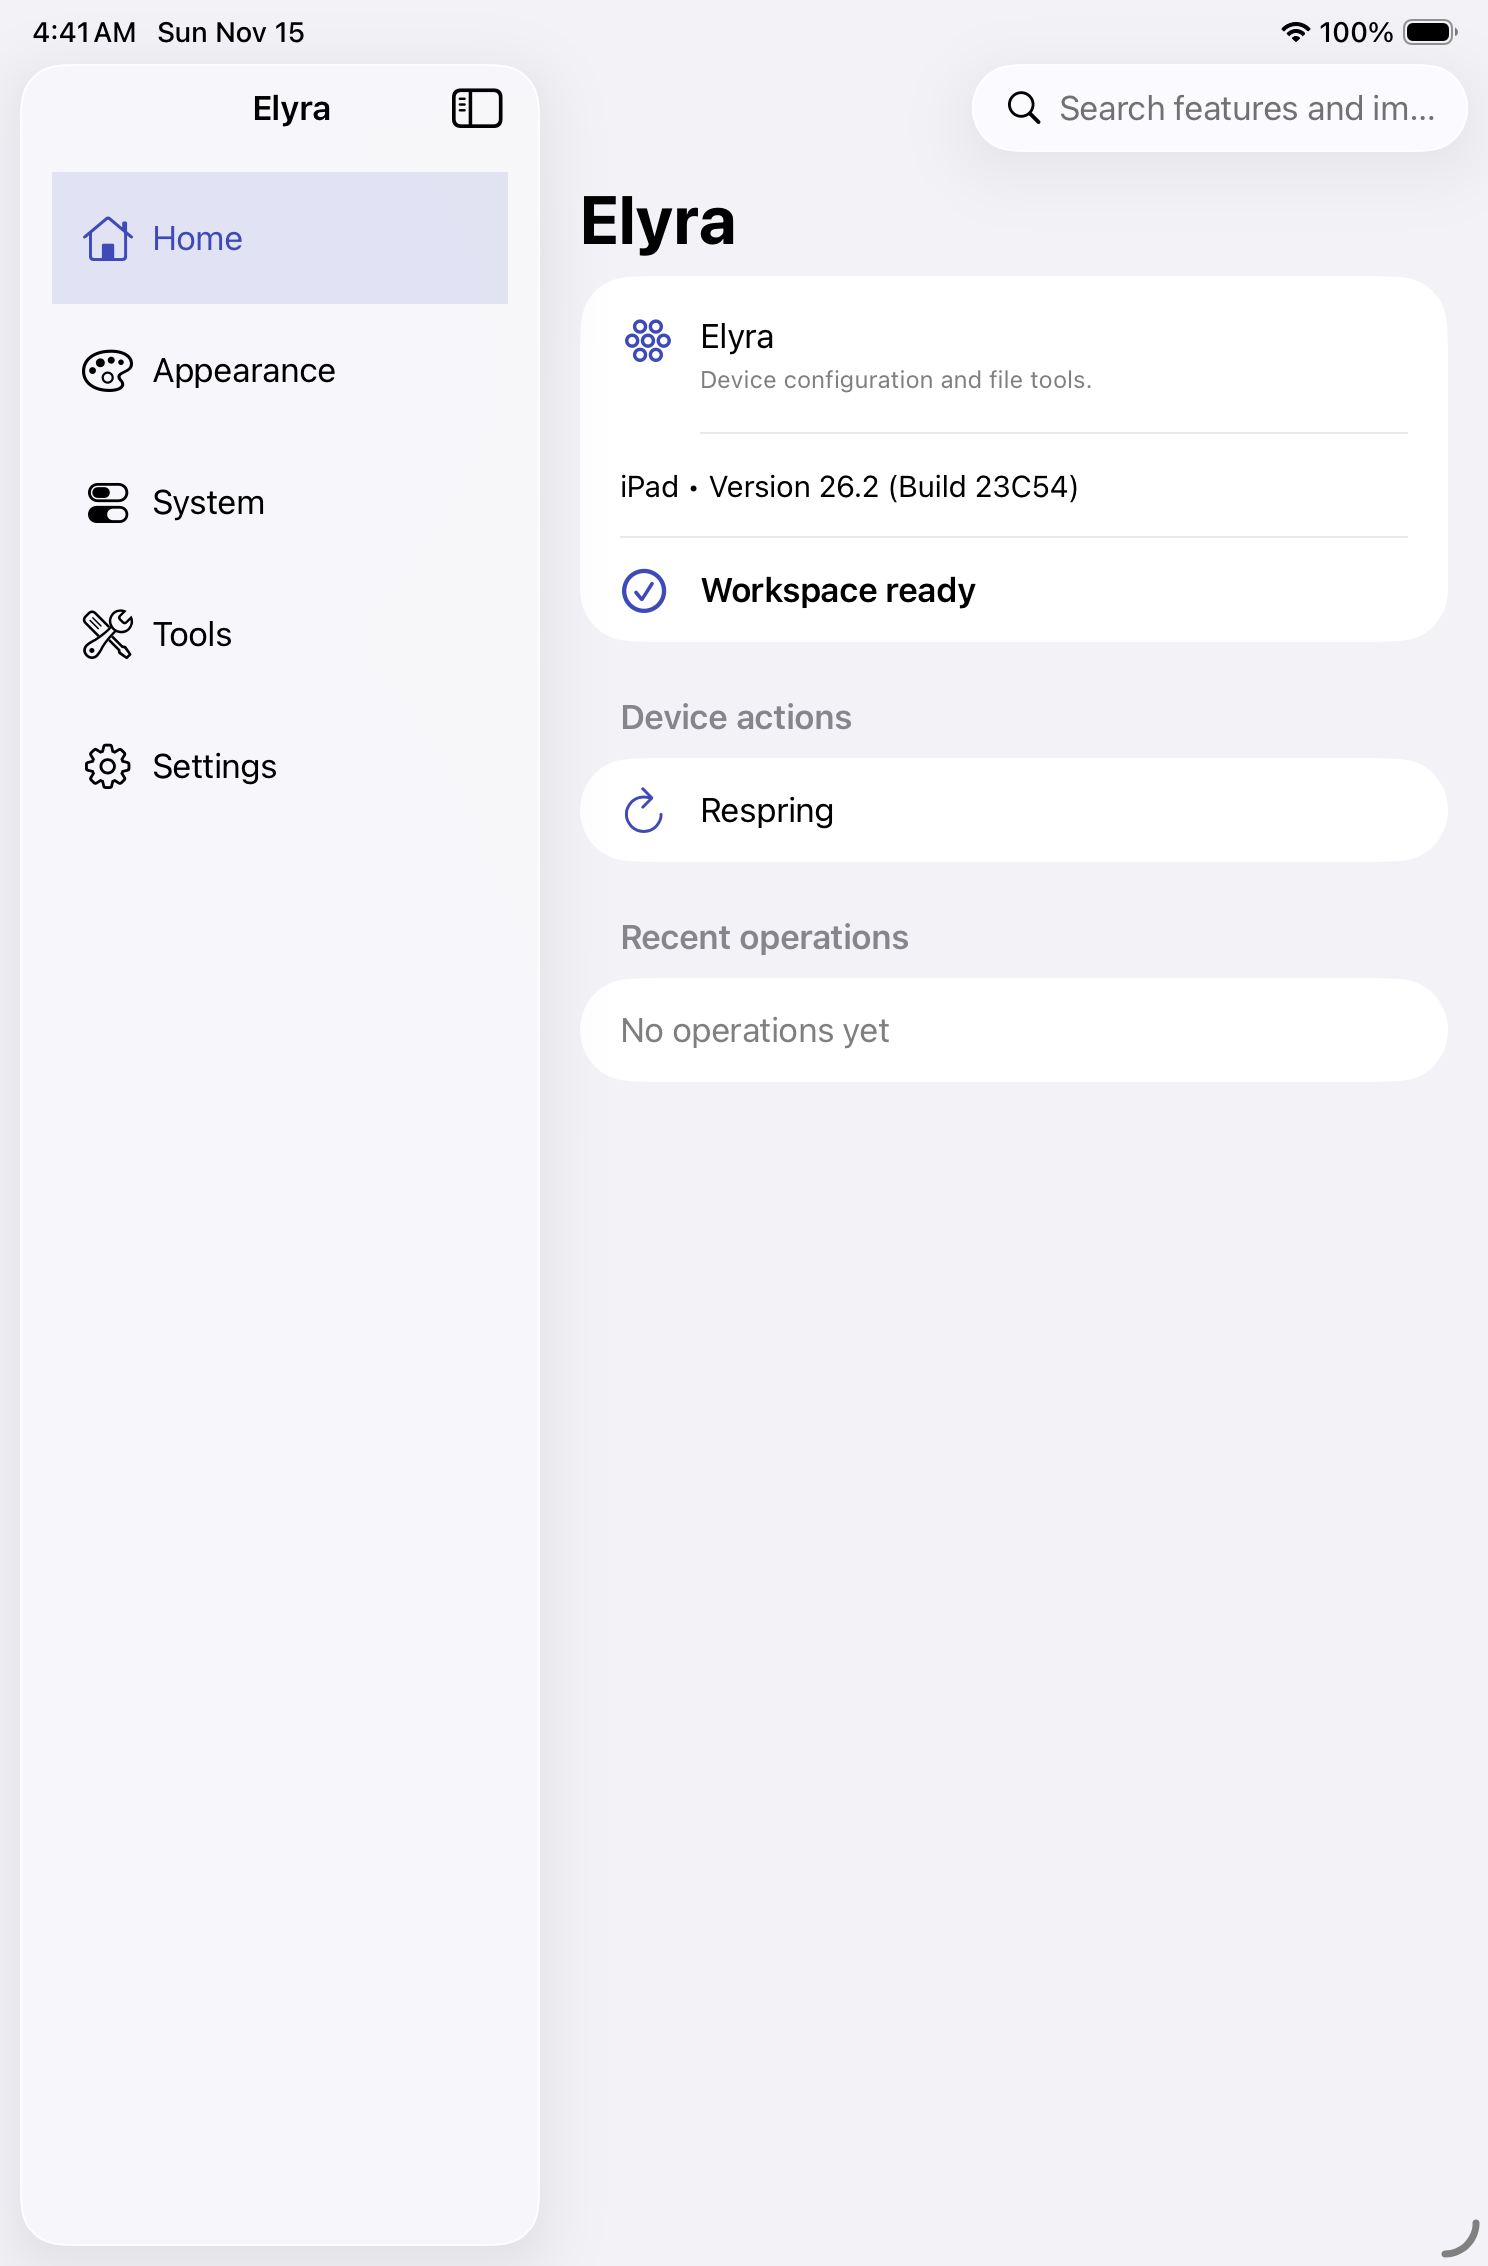 4:41 AM Sun Nov 15
100%
Elyra
Search features and im...
Home
Appearance
System
Tools
Settings
Elyra
Elyra
Device configuration and file tools.
iPad • Version 26.2 (Build 23C54)
Workspace ready
Device actions
Respring
Recent operations
No operations yet